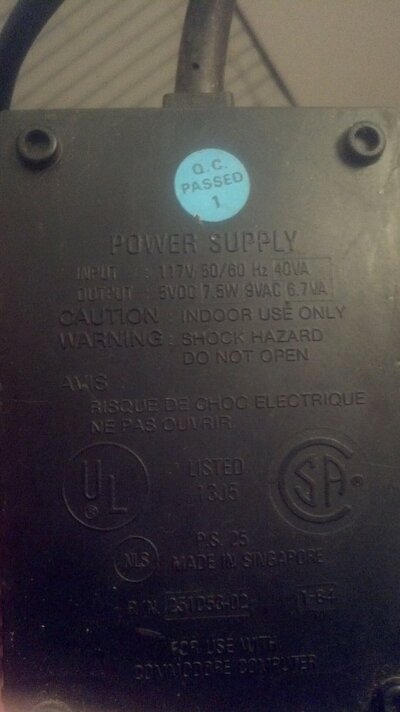 Q.C.
PASSED
1
POWER SUPPLY
INPUT : 117V 50/60 Hz 40VA
OUTPUT : 5VDC 7.5W 9VAC 6.7VA
CAUTION : INDOOR USE ONLY
WARNING : SHOCK HAZARD
DO NOT OPEN
AVIS :
RISQUE DE CHOC ELECTRIQUE
NE PAS OUVRIR
UL ®
LISTED
13J5
SA ®
P.S. 25
NLS
MADE IN SINGAPORE
P/N. 251053-02 1-84
FOR USE WITH
COMMODORE COMPUTER